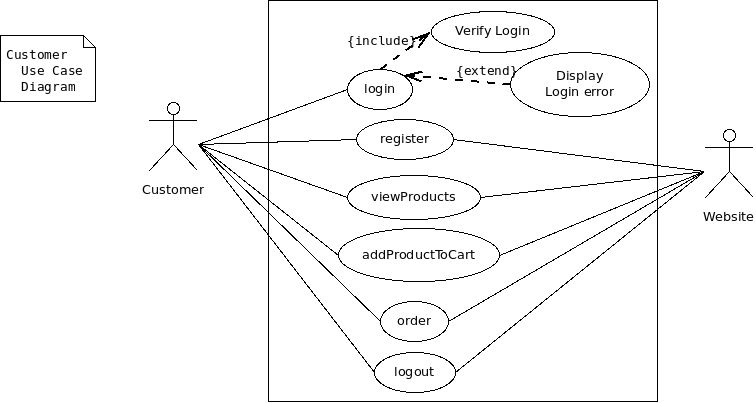 Customer
Use Case
Diagram
{include}
Verify Login
{extend}
Display
Login error
login
register
Customer
viewProducts
Website
addProductToCart
order
logout